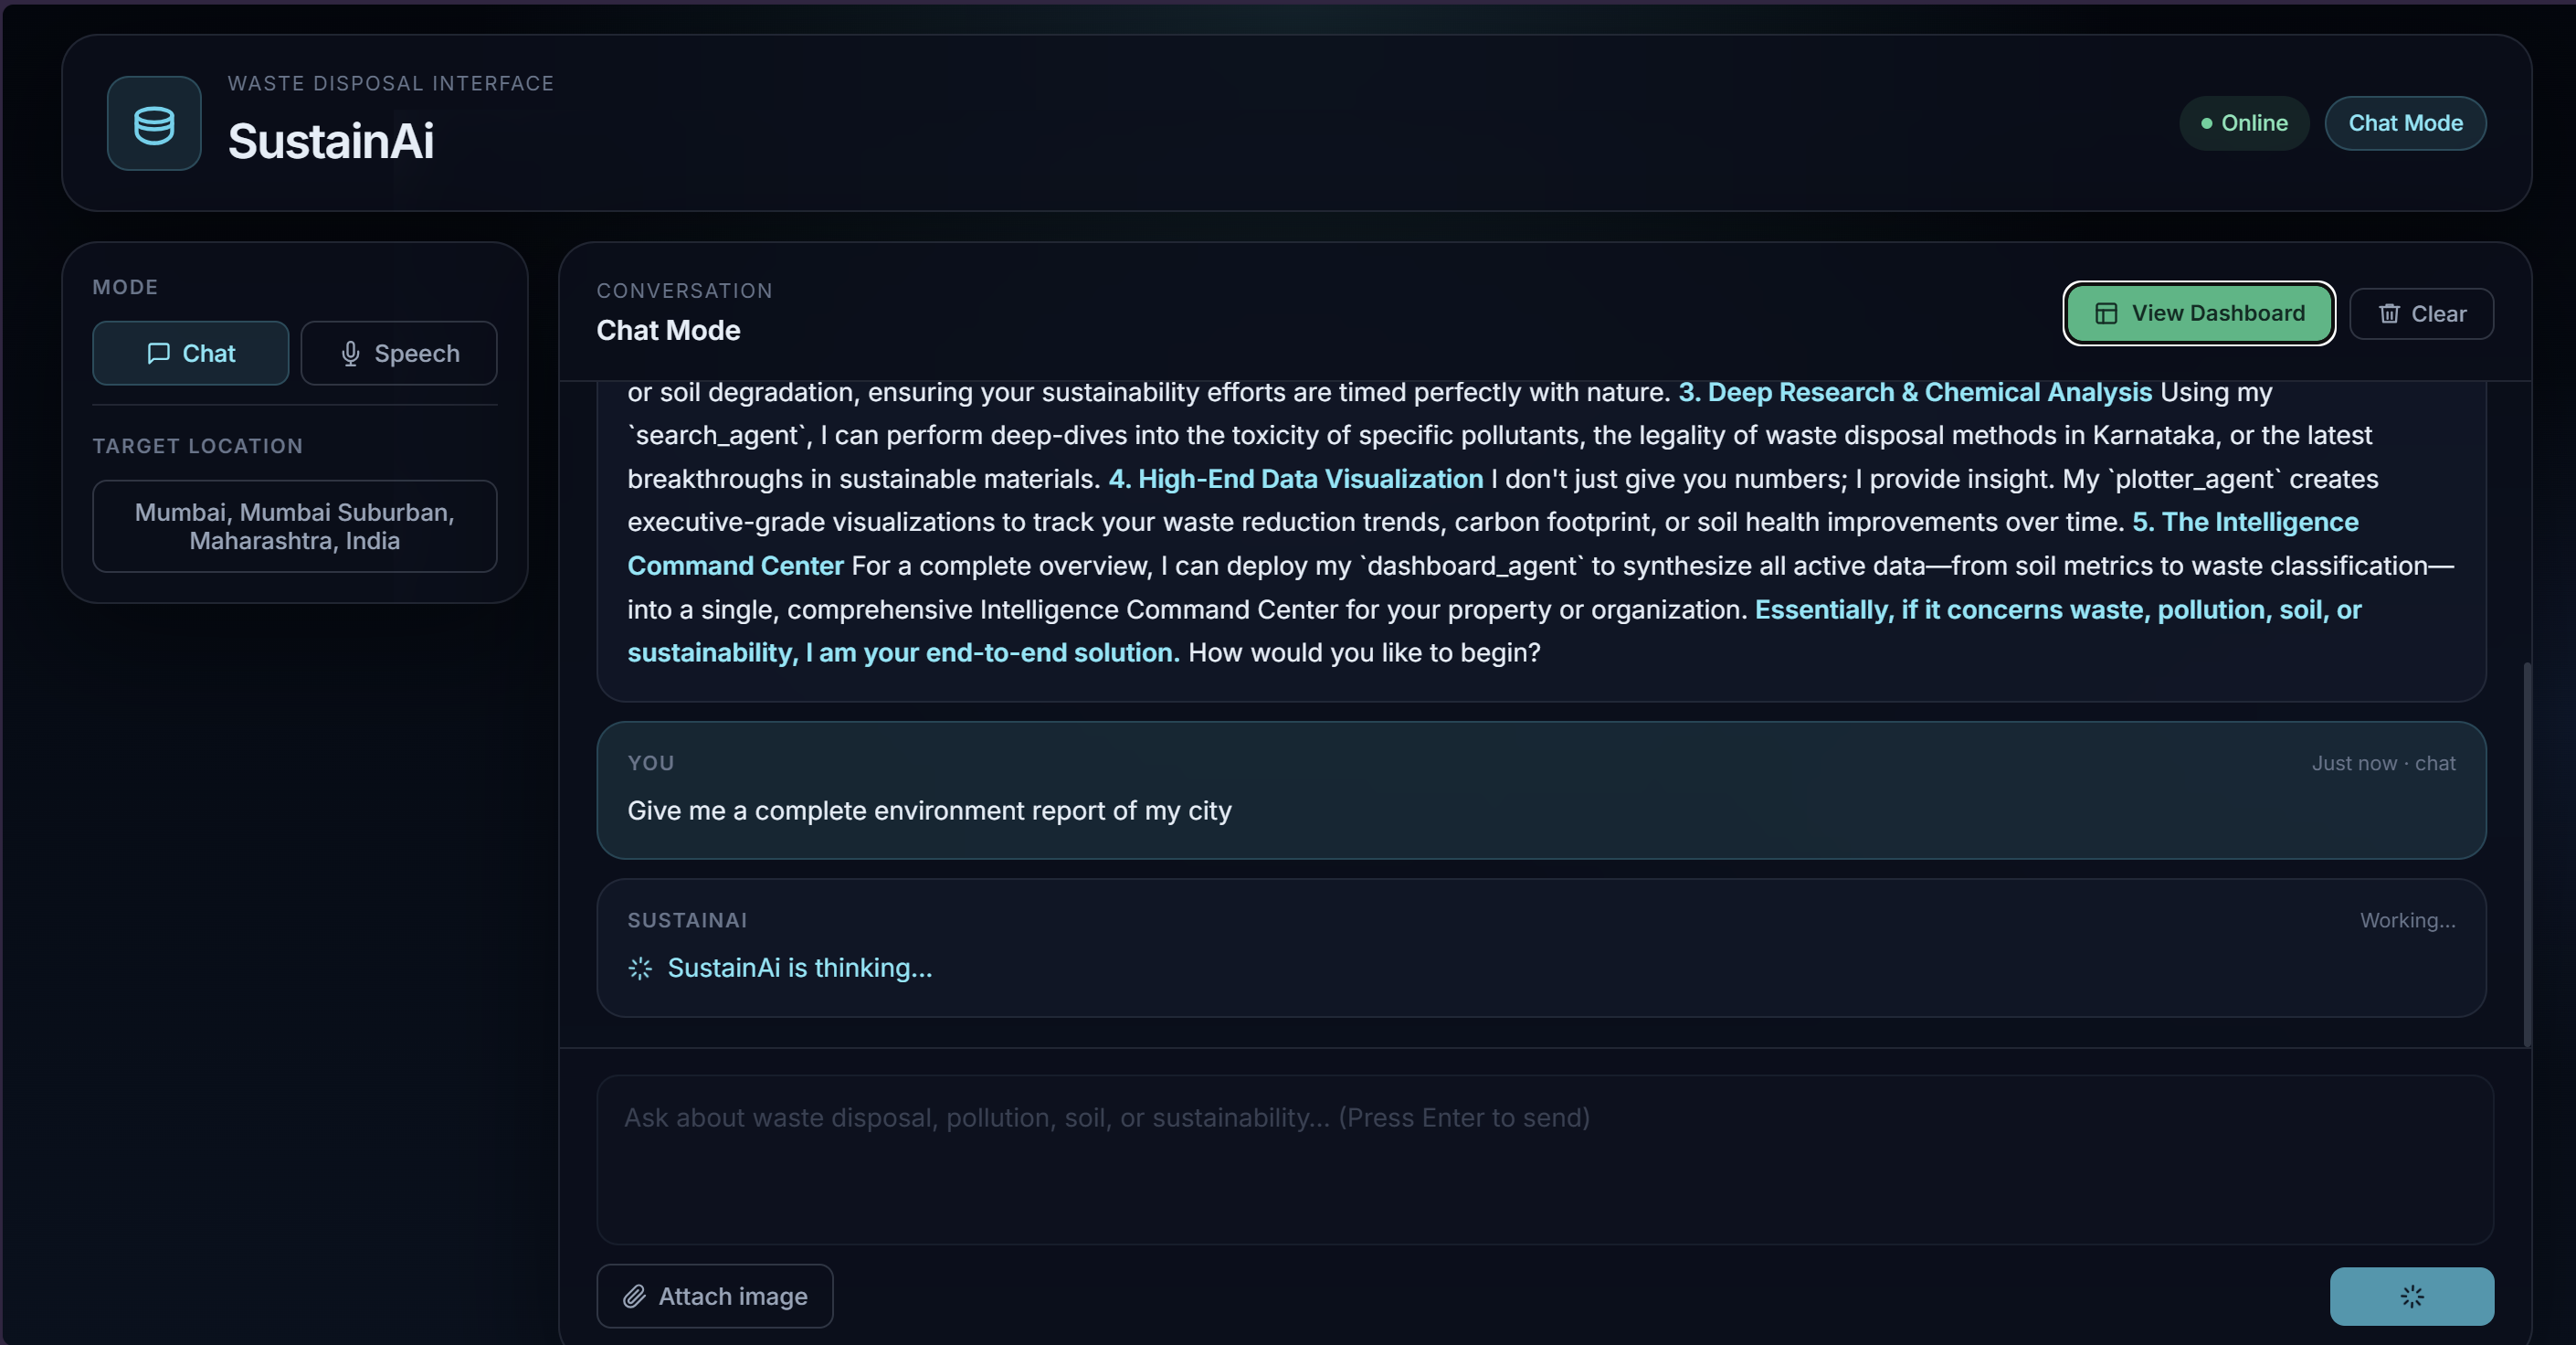 WASTE DISPOSAL INTERFACE
SustainAi
Online
Chat Mode
MODE
Chat
Speech
TARGET LOCATION
Mumbai, Mumbai Suburban,
Maharashtra, India
CONVERSATION
Chat Mode
View Dashboard
Clear
or soil degradation, ensuring your sustainability efforts are timed perfectly with nature. 3. Deep Research & Chemical Analysis Using my
`search_agent`, I can perform deep-dives into the toxicity of specific pollutants, the legality of waste disposal methods in Karnataka, or the latest
breakthroughs in sustainable materials. 4. High-End Data Visualization I don't just give you numbers; I provide insight. My `plotter_agent` creates
executive-grade visualizations to track your waste reduction trends, carbon footprint, or soil health improvements over time. 5. The Intelligence
Command Center For a complete overview, I can deploy my `dashboard_agent` to synthesize all active data—from soil metrics to waste classification—
into a single, comprehensive Intelligence Command Center for your property or organization. Essentially, if it concerns waste, pollution, soil, or
sustainability, I am your end-to-end solution. How would you like to begin?
YOU
Just now · chat
Give me a complete environment report of my city
SUSTAINAI
Working...
SustainAi is thinking...
Ask about waste disposal, pollution, soil, or sustainability... (Press Enter to send)
Attach image